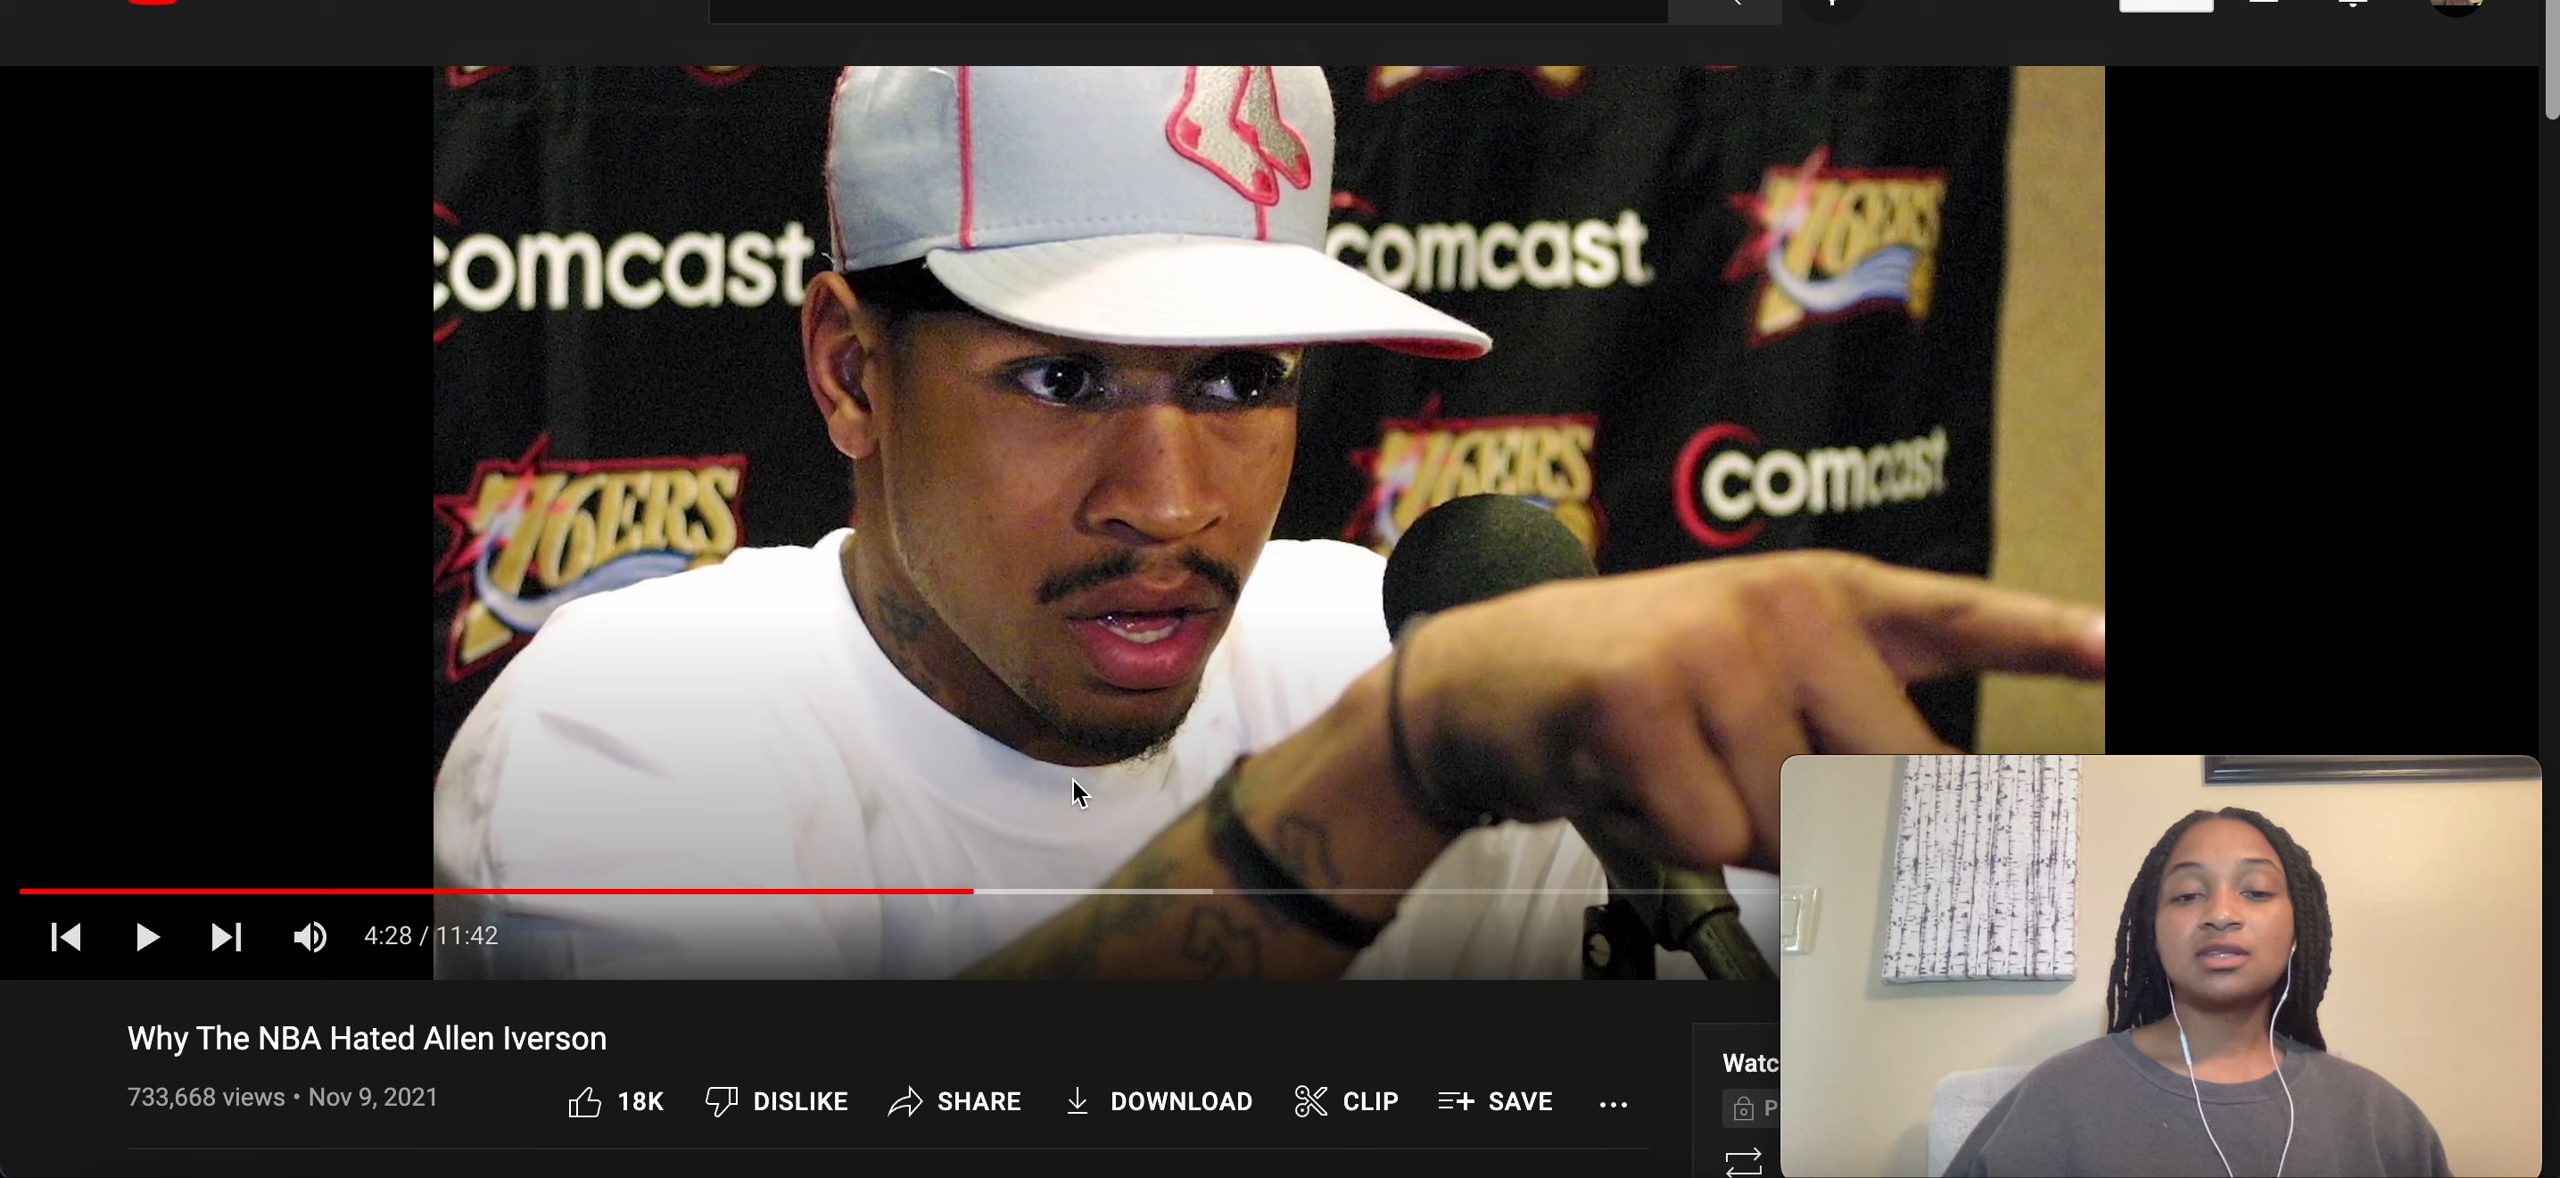 comcast
comcast
76ERS
76ERS
76ERS
comcast
4:28 / 11:42
Why The NBA Hated Allen Iverson
733,668 views • Nov 9, 2021
18K
DISLIKE
SHARE
DOWNLOAD
CLIP
SAVE
...
Watc
P